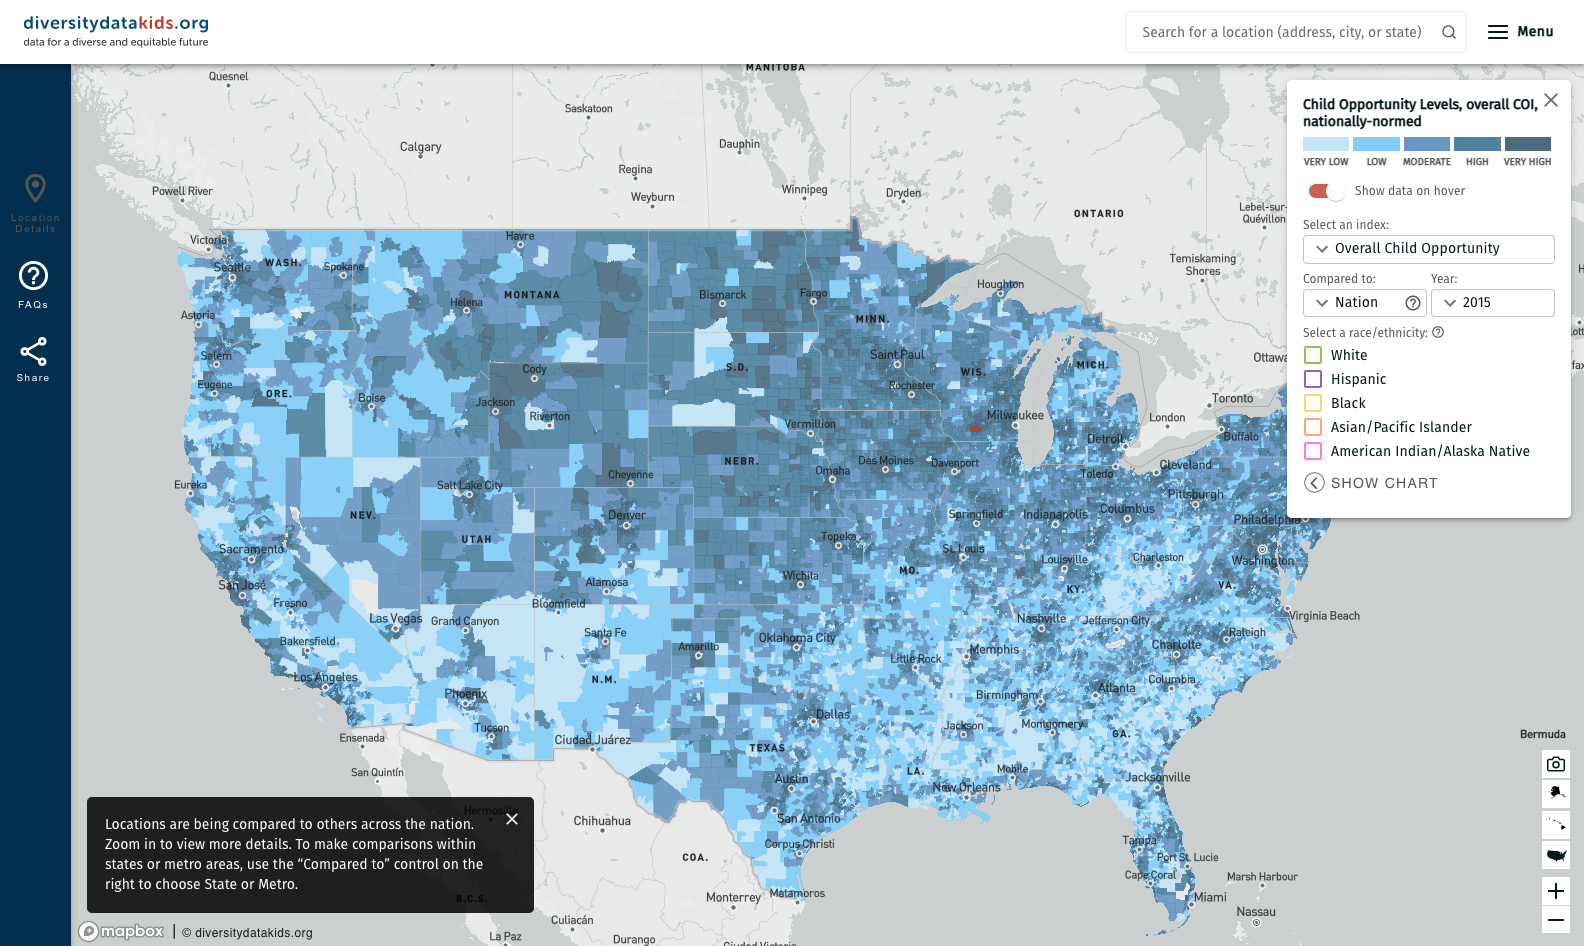 diversitydatakids.org
data for a diverse and equitable future
Search for a location (address, city, or state)
Menu
Location
Details
FAQs
Share
Child Opportunity Levels, overall COI,
nationally-normed
VERY LOW LOW MODERATE HIGH VERY HIGH
Show data on hover
Select an index:
Overall Child Opportunity
Compared to: Year:
Nation 2015
Select a race/ethnicity:
White
Hispanic
Black
Asian/Pacific Islander
American Indian/Alaska Native
SHOW CHART
MANITOBA
Quesnel
Saskatoon
Calgary
Dauphin
Regina
Powell River
Weyburn
Winnipeg
Dryden
ONTARIO
Lebel-sur-
Quévillon
Victoria
Havre
Temiskaming
Shores
Seattle
WASH.
Spokane
Houghton
Helena
MONTANA
Bismarck
Fargo
Astoria
MINN.
Salem
Saint Paul
Ottawa
Cody
S.D.
WIS.
MICH.
Eugene
Rochester
ORE.
Boise
Jackson
Riverton
Toronto
Milwaukee
London
Vermillion
Buffalo
Detroit
NEBR.
Des Moines
Davenport
Cleveland
Omaha
Toledo
Cheyenne
Eureka
Salt Lake City
Pittsburgh
NEV.
Denver
Springfield
Indianapolis
Columbus
Philadelphia
UTAH
Topeka
Sacramento
St. Louis
Louisville
Charleston
Washington
MO.
Wichita
San José
Alamosa
KY.
VA.
Fresno
Bloomfield
Las Vegas
Grand Canyon
Nashville
Jefferson City
Virginia Beach
Santa Fe
Oklahoma City
Raleigh
Bakersfield
Amarillo
Memphis
Charlotte
Little Rock
Los Angeles
N.M.
Columbia
Phoenix
Birmingham
Atlanta
Tucson
Dallas
Jackson
Montgomery
Ensenada
Ciudad Juárez
TEXAS
GA.
Bermuda
San Quintín
LA.
Mobile
Austin
New Orleans
Jacksonville
Hermosillo
Chihuahua
San Antonio
Corpus Christi
Tampa
Port St. Lucie
COA.
Cape Coral
Marsh Harbour
B.C.S.
Monterrey
Matamoros
Miami
Nassau
Culiacán
La Paz
Durango
Ciudad Victoria
Locations are being compared to others across the nation.
Zoom in to view more details. To make comparisons within
states or metro areas, use the “Compared to” control on the
right to choose State or Metro.
mapbox | © diversitydatakids.org